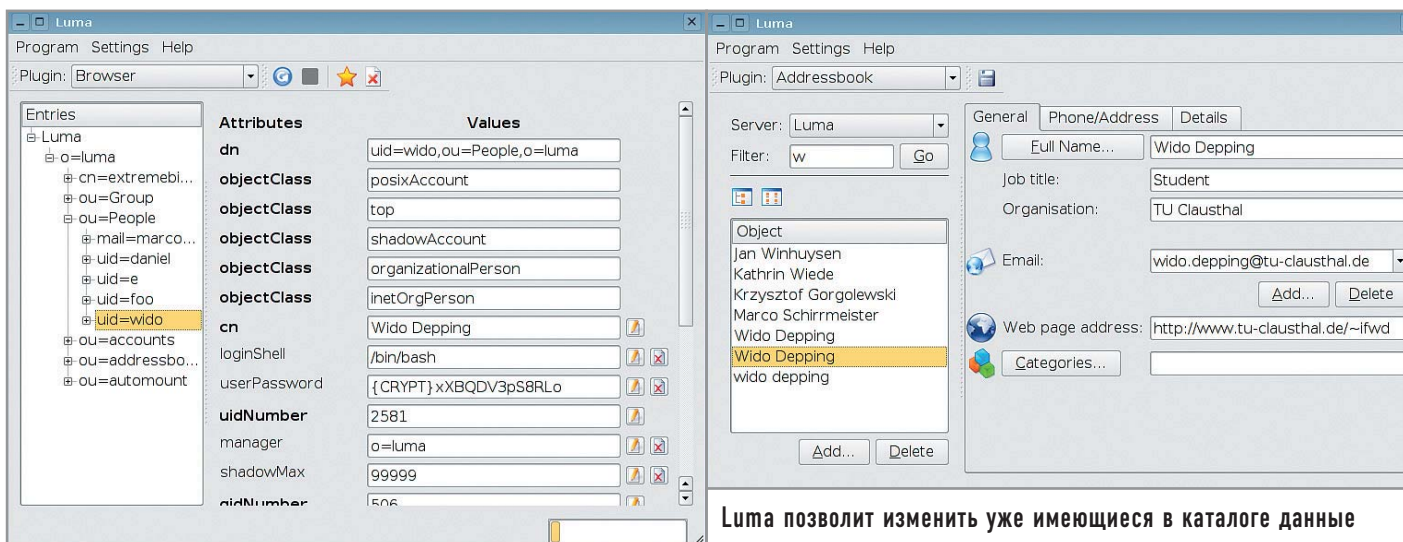 Luma
Program Settings Help
Plugin: Browser
Entries
Luma
o=luma
cn=extremebi...
ou=Group
ou=People
mail=marco...
uid=daniel
uid=e
uid=foo
uid=wido
ou=accounts
ou=addressbo...
ou=automount
Attributes Values
dn uid=wido,ou=People,o=luma
objectClass posixAccount
objectClass top
objectClass shadowAccount
objectClass organizationalPerson
objectClass inetOrgPerson
cn Wido Depping
loginShell /bin/bash
userPassword {CRYPT}xXBQDV3pS8RLo
uidNumber 2581
manager o=luma
shadowMax 99999
gidNumber 506
Luma
Program Settings Help
Plugin: Addressbook
Server: Luma
Filter: w Go
Object
Jan Winhuysen
Kathrin Wiede
Krzysztof Gorgolewski
Marco Schirrmeister
Wido Depping
Wido Depping
wido depping
Add... Delete
General Phone/Address Details
Full Name... Wido Depping
Job title: Student
Organisation: TU Clausthal
Email: wido.depping@tu-clausthal.de
Add... Delete
Web page address: http://www.tu-clausthal.de/~ifwd
Categories...
Luma позволит изменить уже имеющиеся в каталоге данные